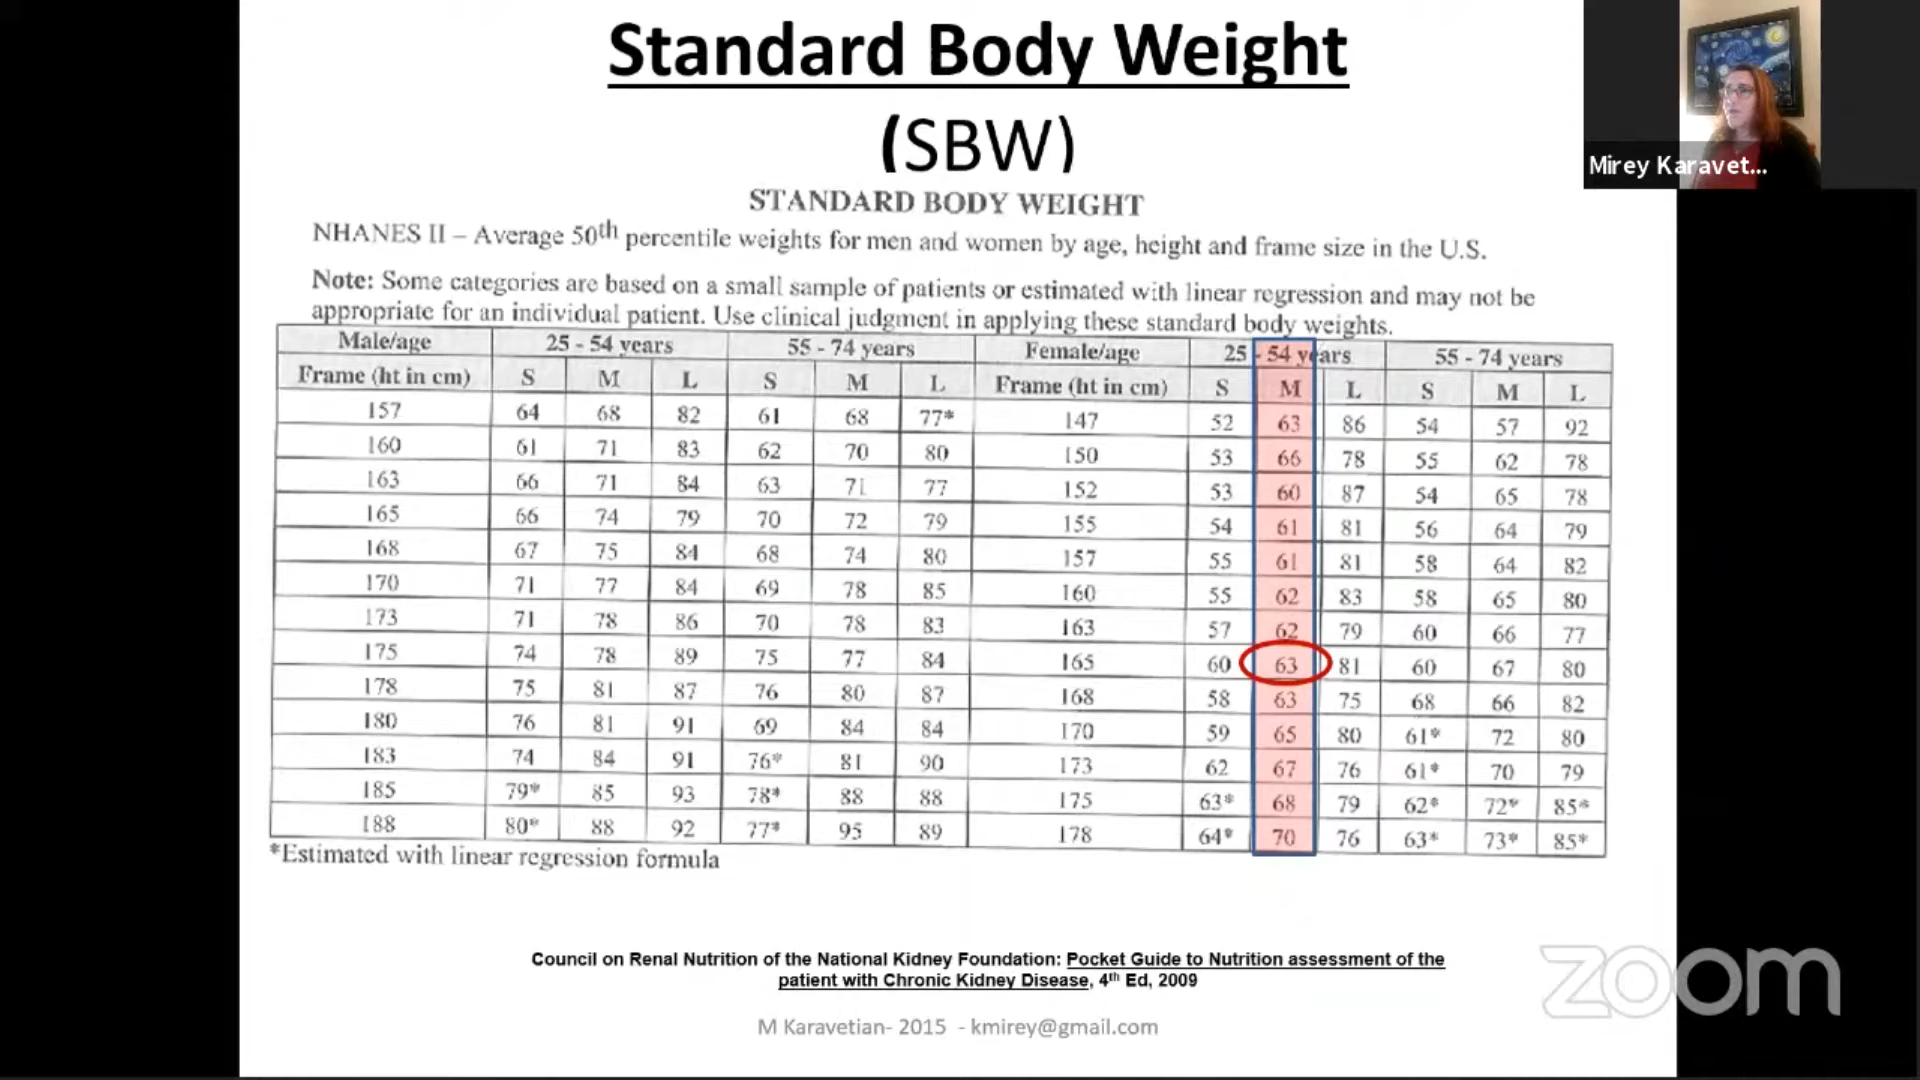 Standard Body Weight
(SBW)
Mirey Karavet...
STANDARD BODY WEIGHT
NHANES II – Average 50th percentile weights for men and women by age, height and frame size in the U.S.
Note: Some categories are based on a small sample of patients or estimated with linear regression and may not be
appropriate for an individual patient. Use clinical judgment in applying these standard body weights.
Male/age 25 - 54 years 55 - 74 years Female/age 25 - 54 years 55 - 74 years
Frame (ht in cm) S M L S M L Frame (ht in cm) S M L S M L
157 64 68 82 61 68 77* 147 52 63 86 54 57 92
160 61 71 83 62 70 80 150 53 66 78 55 62 78
163 66 71 84 63 71 77 152 53 60 87 54 65 78
165 66 74 79 70 72 79 155 54 61 81 56 64 79
168 67 75 84 68 74 80 157 55 61 81 58 64 82
170 71 77 84 69 78 85 160 55 62 83 58 65 80
173 71 78 86 70 78 83 163 57 62 79 60 66 77
175 74 78 89 75 77 84 165 60 63 81 60 67 80
178 75 81 87 76 80 87 168 58 63 75 68 66 82
180 76 81 91 69 84 84 170 59 65 80 61* 72 80
183 74 84 91 76* 81 90 173 62 67 76 61* 70 79
185 79* 85 93 78* 88 88 175 63* 68 79 62* 72* 85*
188 80* 88 92 77* 95 89 178 64* 70 76 63* 73* 85*
*Estimated with linear regression formula
Council on Renal Nutrition of the National Kidney Foundation: Pocket Guide to Nutrition assessment of the
patient with Chronic Kidney Disease, 4th Ed, 2009
M Karavetian- 2015 - kmirey@gmail.com
zoom